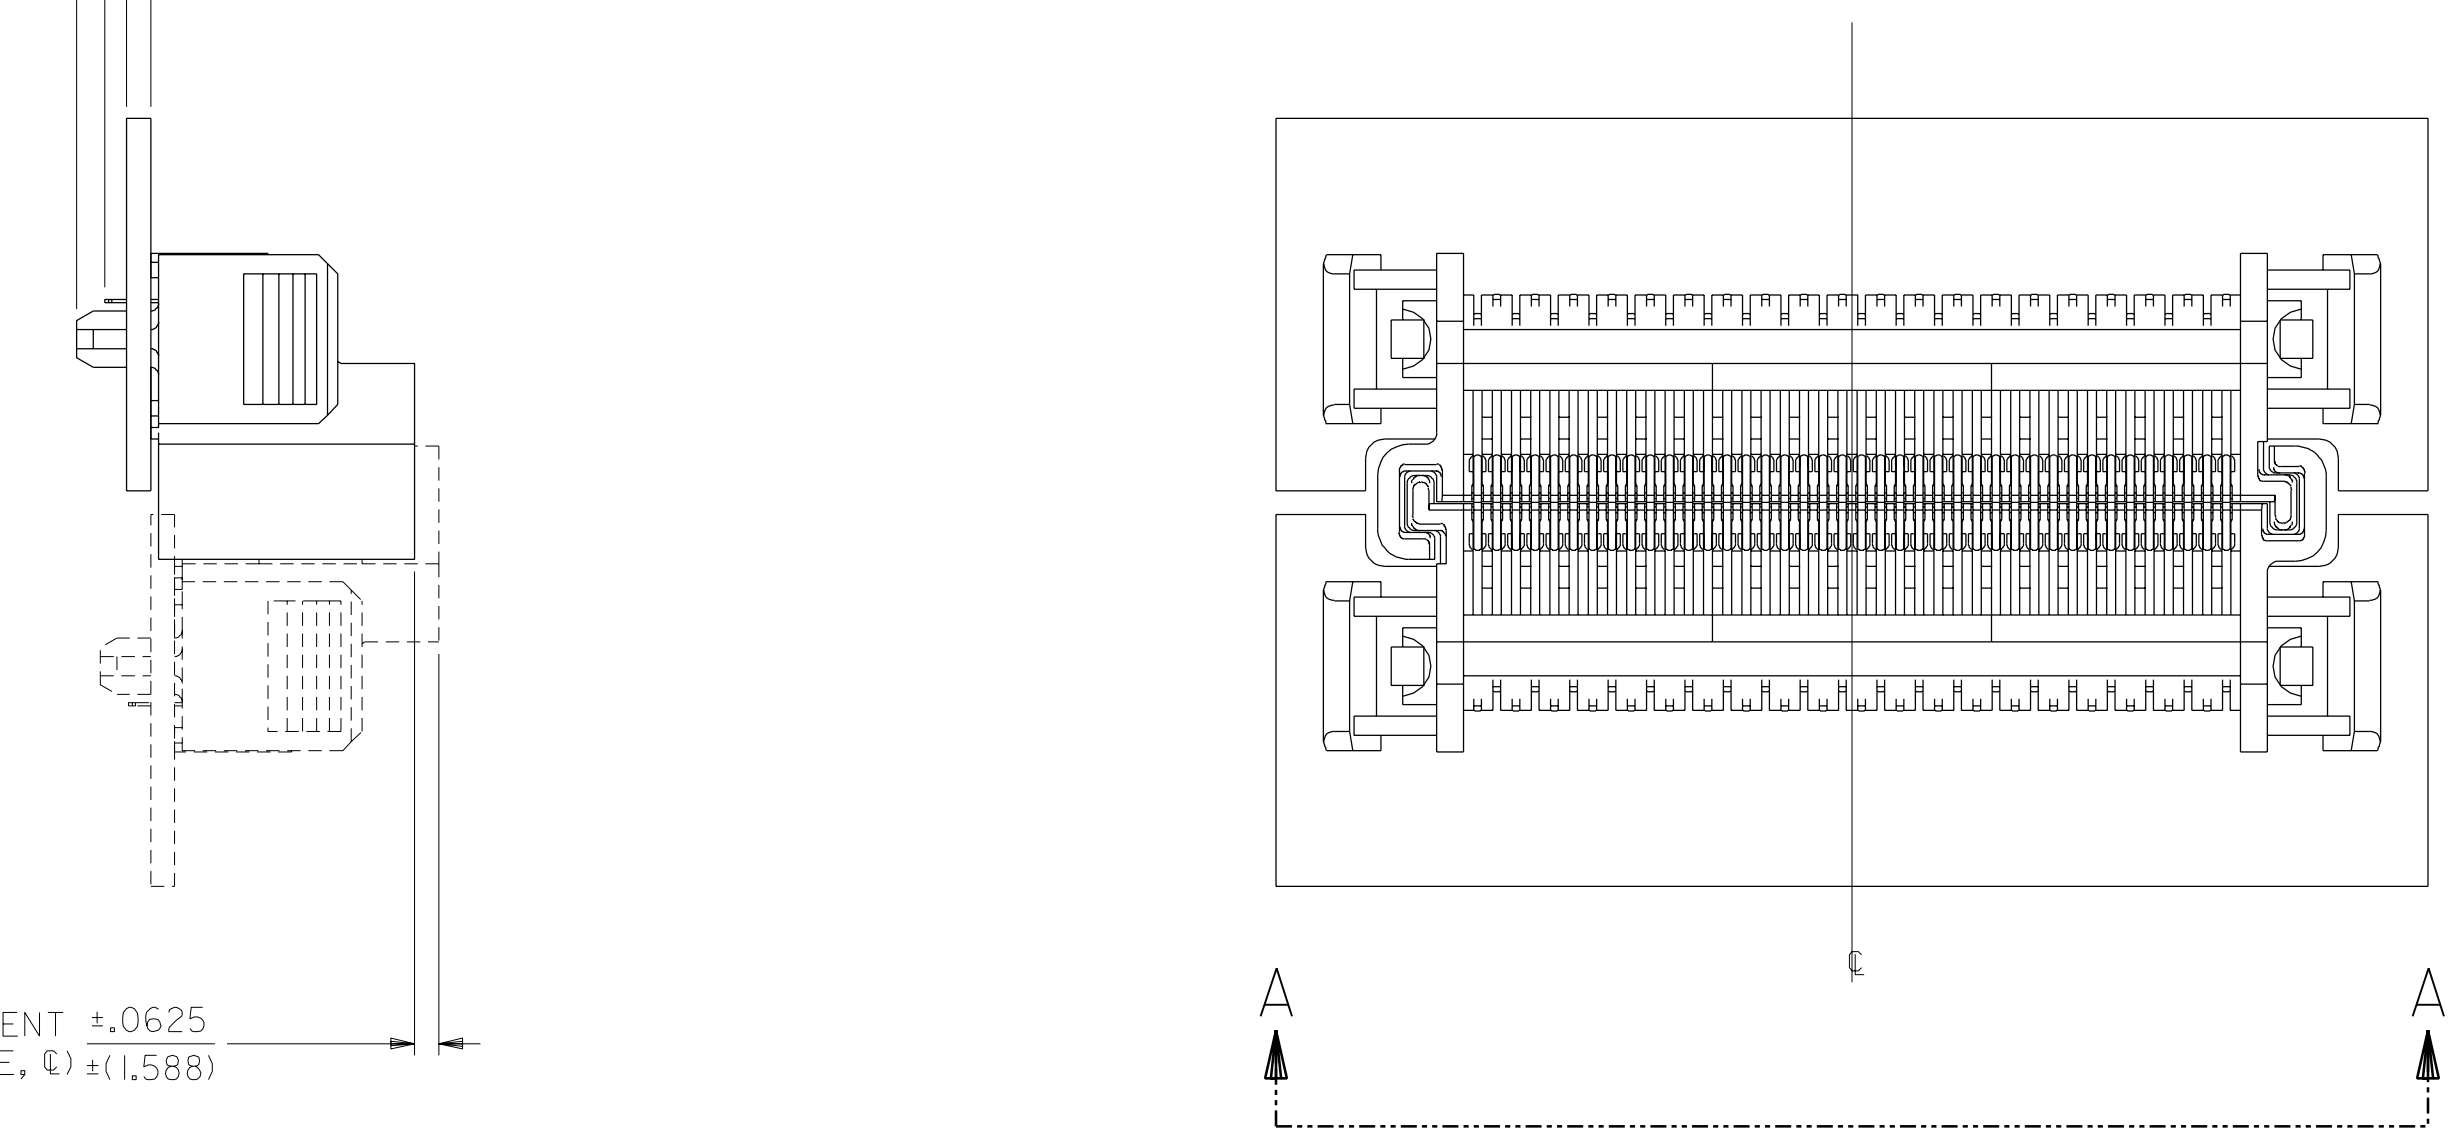 ℄
A A
ENT ±.0625
E, ℄) ±(1.588)